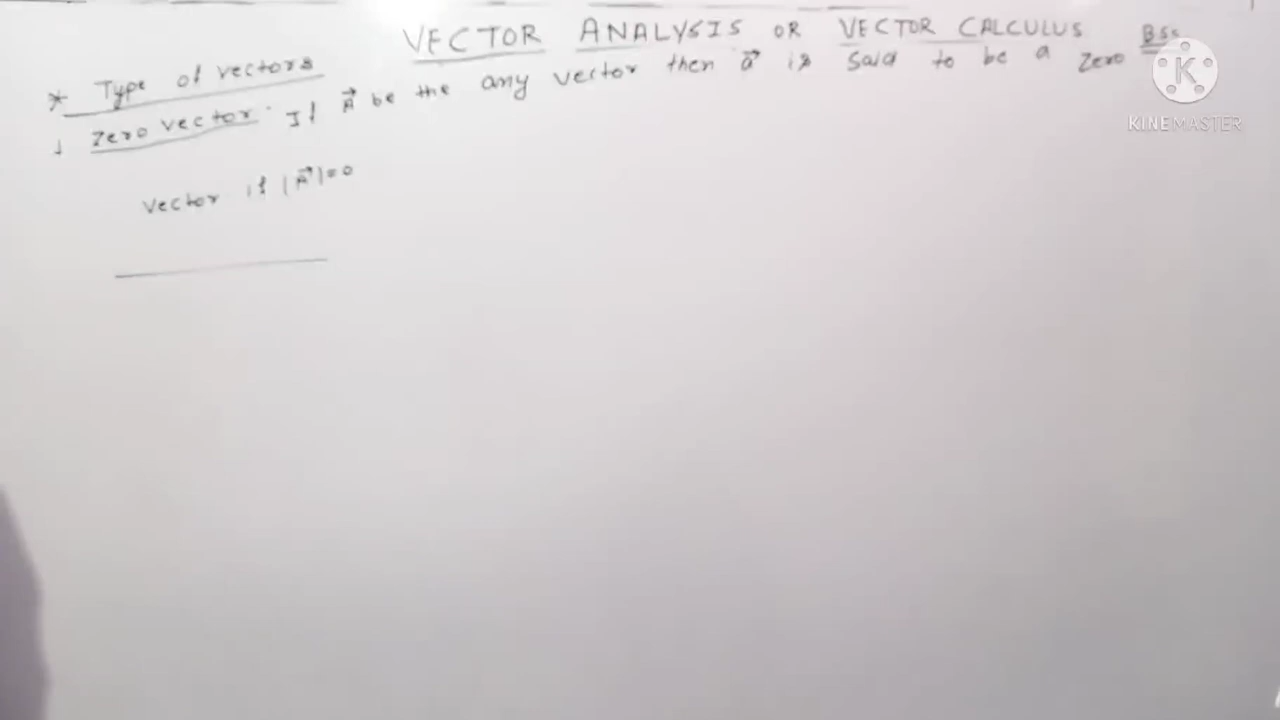 VECTOR ANALYSIS OR VECTOR CALCULUS
* Type of vectors
1 Zero vector: If A⃗ be the any vector then a⃗ is said to be a zero
vector if |A⃗|=0
KINEMASTER